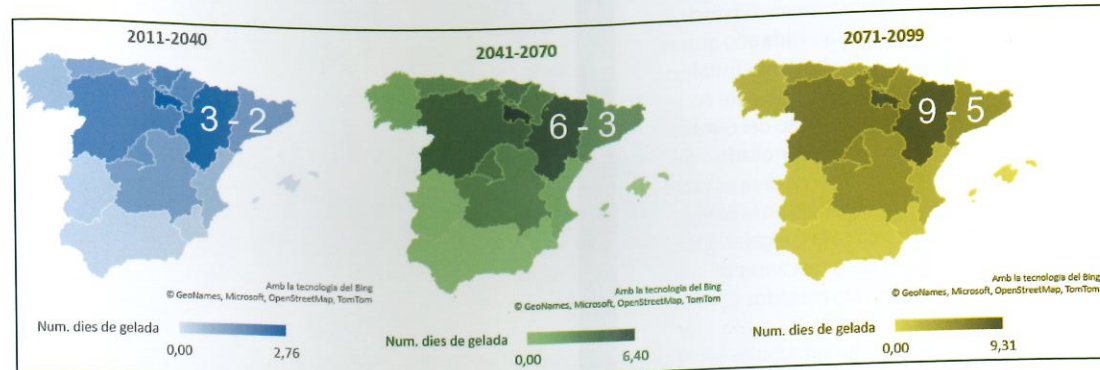 2011-2040
3 - 2
Amb la tecnologia del Bing
© GeoNames, Microsoft, OpenStreetMap, TomTom
Num. dies de gelada
0,00
2,76
2041-2070
6 - 3
Amb la tecnologia del Bing
© GeoNames, Microsoft, OpenStreetMap, TomTom
Num. dies de gelada
0,00
6,40
2071-2099
9 - 5
Amb la tecnologia del Bing
© GeoNames, Microsoft, OpenStreetMap, TomTom
Num. dies de gelada
0,00
9,31